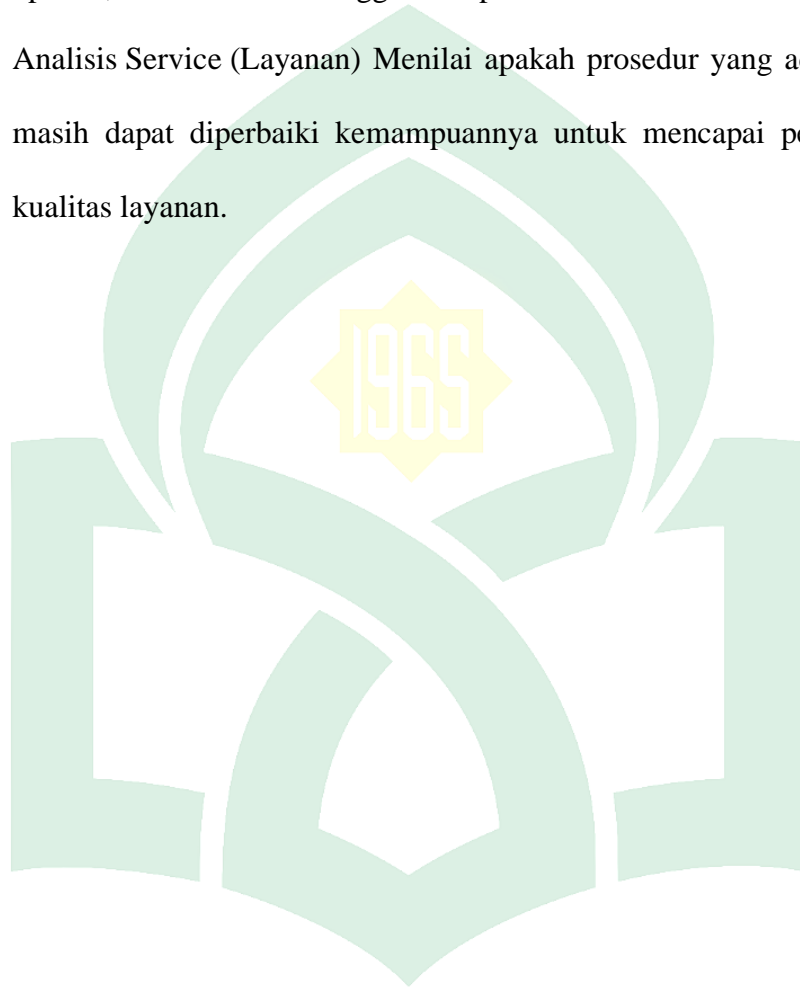 Analisis Service (Layanan) Menilai apakah prosedur yang
masih dapat diperbaiki kemampuannya untuk mencapai
kualitas layanan.
1965